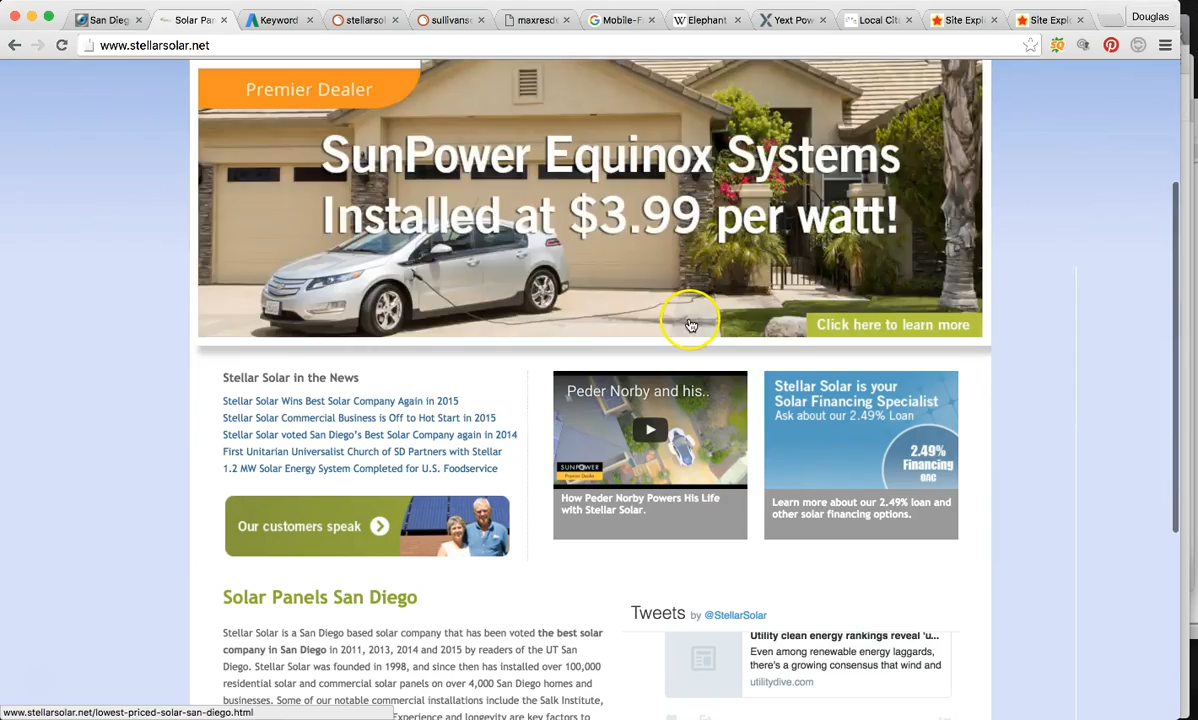 San Dieg
Solar Par
Keyword
stellarsol
sullivansc
maxresde
Mobile-F
Elephant
Yext Pow
Local Cit
Site Expl
Site Expl
Douglas
www.stellarsolar.net
Premier Dealer
SunPower Equinox Systems
Installed at $3.99 per watt!
Click here to learn more
Stellar Solar in the News
Stellar Solar Wins Best Solar Company Again in 2015
Stellar Solar Commercial Business is Off to Hot Start in 2015
Stellar Solar voted San Diego's Best Solar Company again in 2014
First Unitarian Universalist Church of SD Partners with Stellar
1.2 MW Solar Energy System Completed for U.S. Foodservice
Our customers speak
Peder Norby and his..
SUNPOWER
How Peder Norby Powers His Life
with Stellar Solar.
Stellar Solar is your
Solar Financing Specialist
Ask about our 2.49% Loan
2.49%
Financing
OAC
Learn more about our 2.49% loan and
other solar financing options.
Solar Panels San Diego
Stellar Solar is a San Diego based solar company that has been voted the best solar
company in San Diego in 2011, 2013, 2014 and 2015 by readers of the UT San
Diego. Stellar Solar was founded in 1998, and since then has installed over 100,000
residential solar and commercial solar panels on over 4,000 San Diego homes and
businesses. Some of our notable commercial installations include the Salk Institute,
Experience and longevity are key factors to
Tweets by @StellarSolar
Utility clean energy rankings reveal 'u...
Even among renewable energy laggards,
there's a growing consensus that wind and
utilitydive.com
www.stellarsolar.net/lowest-priced-solar-san-diego.html